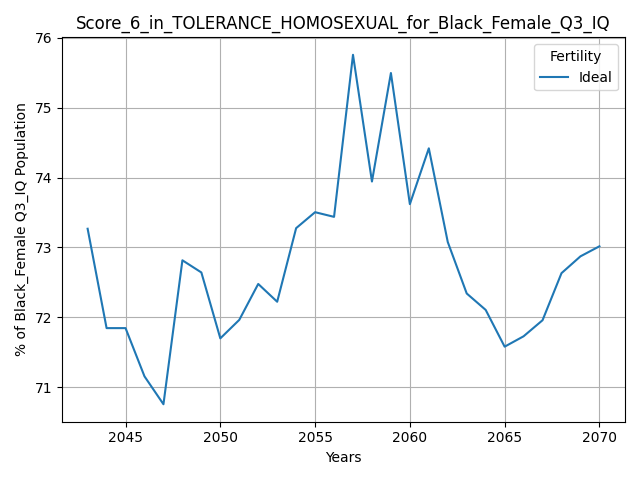 Score_6_in_TOLERANCE_HOMOSEXUAL_for_Black_Female_Q3_IQ
76
75
74
73
72
71
% of Black_Female Q3_IQ Population
Fertility
Ideal
2045 2050 2055 2060 2065 2070
Years